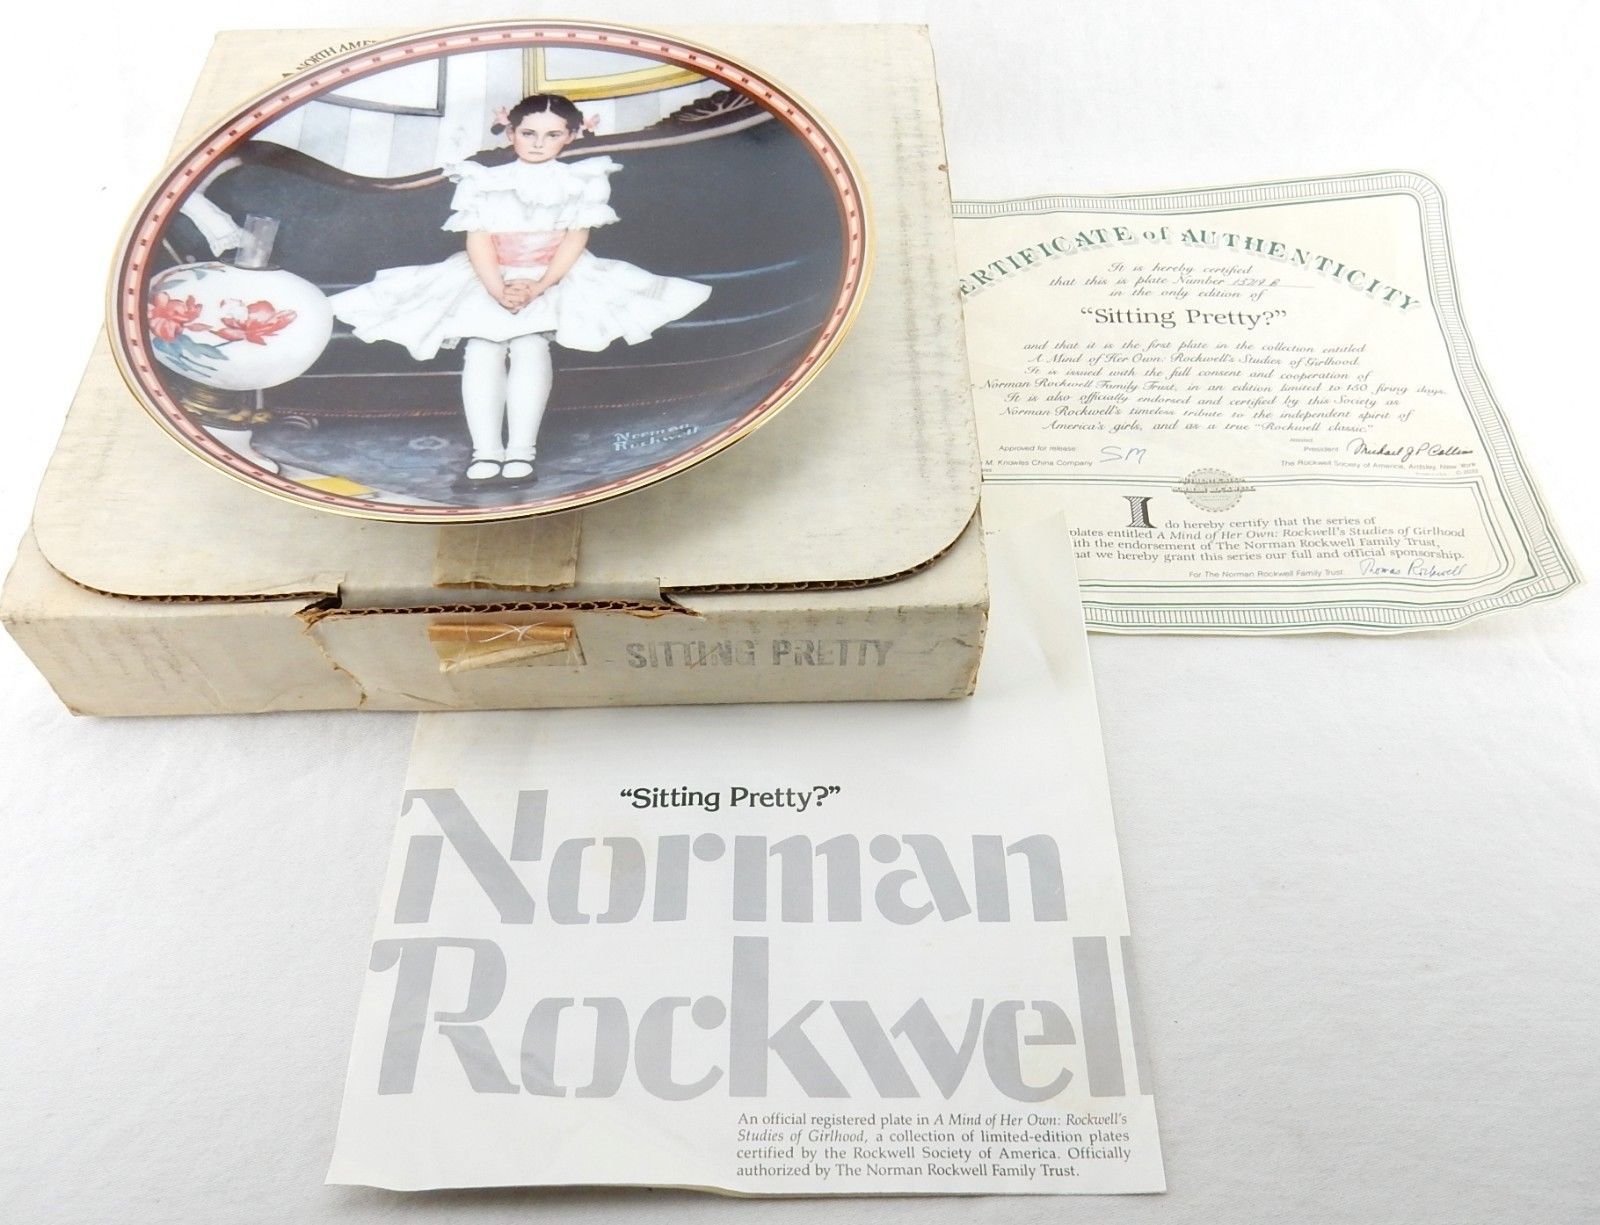 NORTH AME
Norman
Rockwell
SITTING PRETTY
ERTIFICATE of AUTHENTICITY
It is hereby certified
that this is plate Number 15219 B
in the only edition of
“Sitting Pretty?”
and that it is the first plate in the collection entitled
A Mind of Her Own: Rockwell's Studies of Girlhood.
It is issued with the full consent and cooperation of
Norman Rockwell Family Trust, in an edition limited to 150 firing days.
It is also officially endorsed and certified by this Society as
Norman Rockwell's timeless tribute to the independent spirit of
America's girls, and as a true "Rockwell classic."
Approved for release:
SM
M. Knowles China Company
Attested
President Michael J P Collins
The Rockwell Society of America, Ardsley, New York
I do hereby certify that the series of
plates entitled A Mind of Her Own: Rockwell's Studies of Girlhood
ith the endorsement of The Norman Rockwell Family Trust,
at we hereby grant this series our full and official sponsorship.
For The Norman Rockwell Family Trust: Thomas Rockwell
“Sitting Pretty?”
Norman
Rockwell
An official registered plate in A Mind of Her Own: Rockwell's
Studies of Girlhood, a collection of limited-edition plates
certified by the Rockwell Society of America. Officially
authorized by The Norman Rockwell Family Trust.